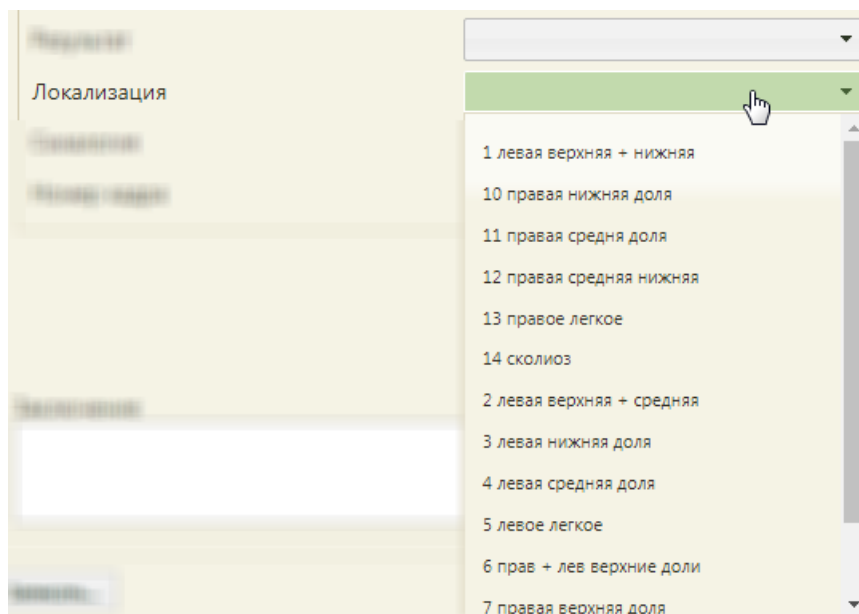 Локализация
1 левая верхняя + нижняя
10 правая нижняя доля
11 правая средня доля
12 правая средняя нижняя
13 правое легкое
14 сколиоз
2 левая верхняя + средняя
3 левая нижняя доля
4 левая средняя доля
5 левое легкое
6 прав + лев верхние доли
7 правая верхняя доля